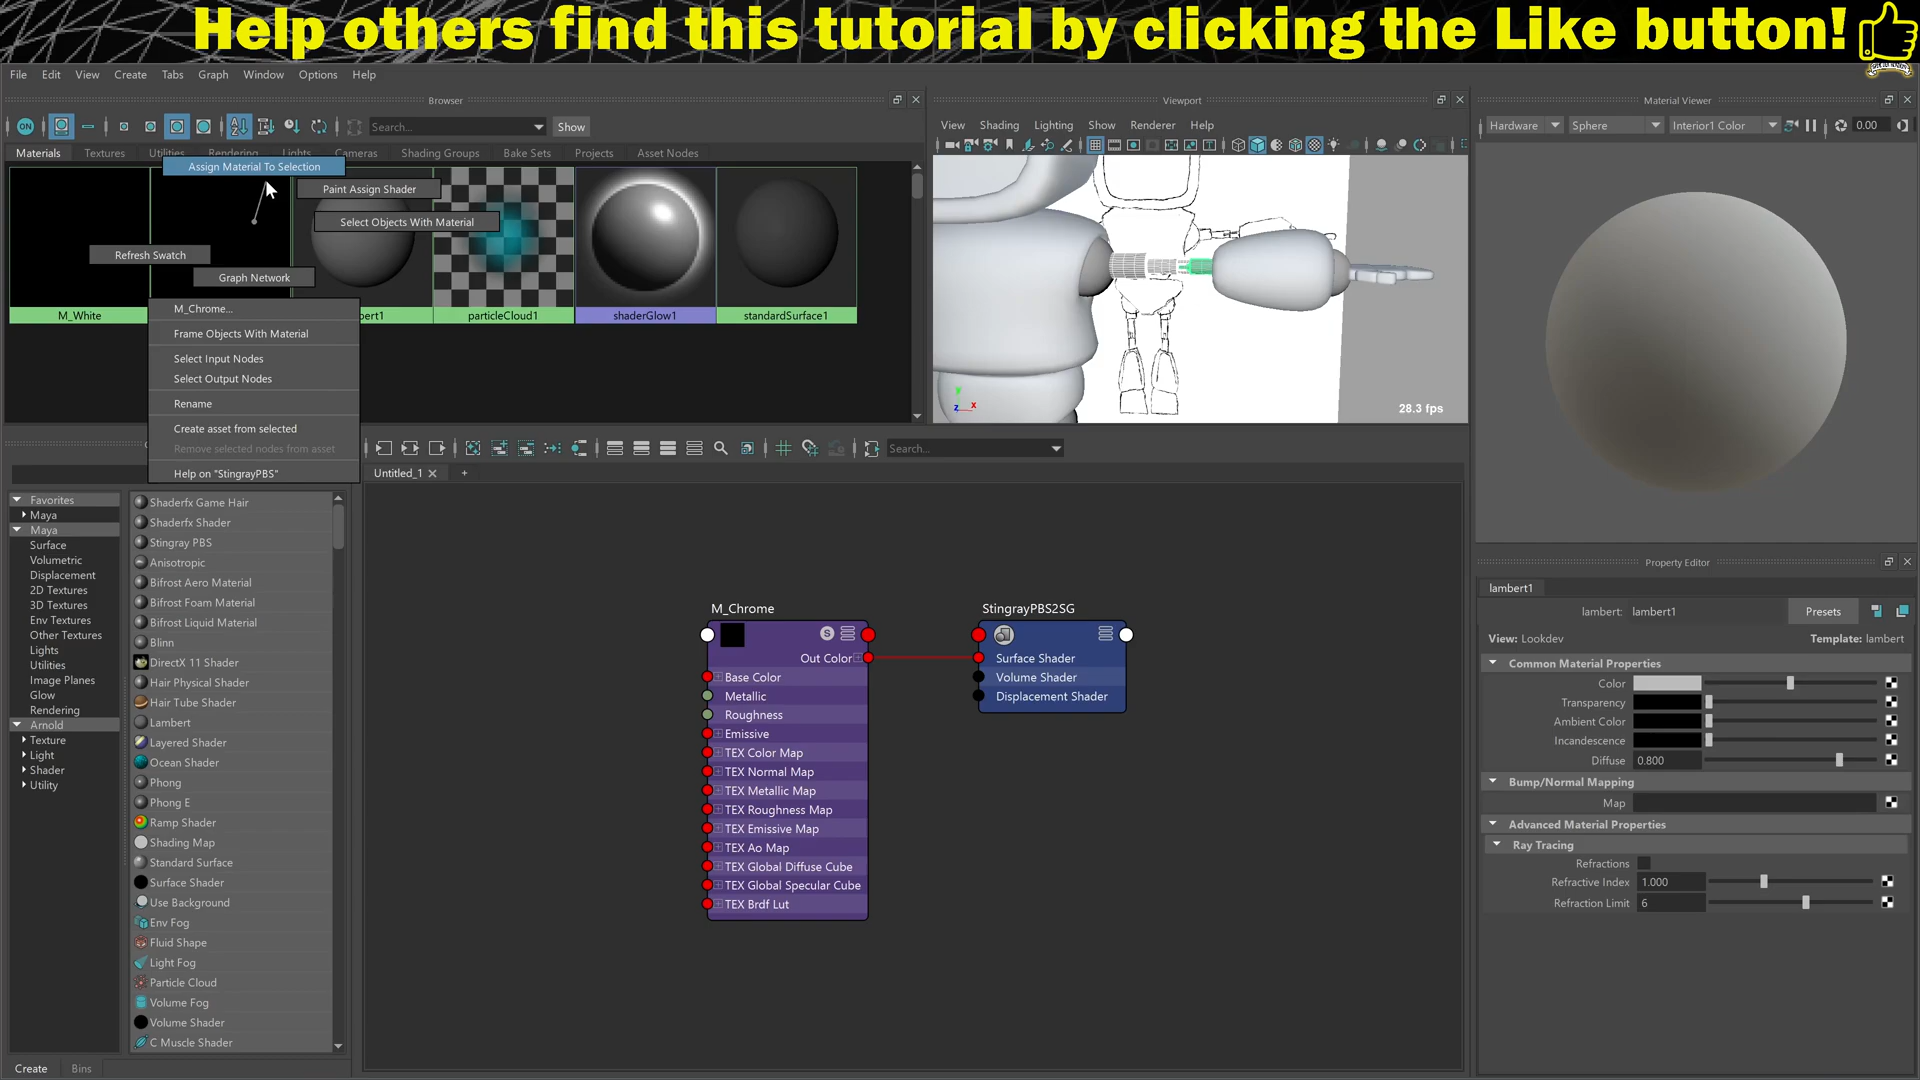 Help others find this tutorial by clicking the Like button!
File Edit View Create Tabs Graph Window Options Help
Browser
ON Search... Show
Materials Textures Utilities Rendering Lights Cameras Shading Groups Bake Sets Projects Asset Nodes
Assign Material To Selection
Paint Assign Shader
Select Objects With Material
Refresh Swatch
Graph Network
M_White
ert1
particleCloud1
shaderGlow1
standardSurface1
M_Chrome...
Frame Objects With Material
Select Input Nodes
Select Output Nodes
Rename
Create asset from selected
Remove selected nodes from asset
Help on "StingrayPBS"
Viewport
View Shading Lighting Show Renderer Help
28.3 fps
y
z
x
Material Viewer
Hardware Sphere Interior1 Color 0.00
Search...
Untitled_1 +
Favorites
Maya
Maya
Surface
Volumetric
Displacement
2D Textures
3D Textures
Env Textures
Other Textures
Lights
Utilities
Image Planes
Glow
Rendering
Arnold
Texture
Light
Shader
Utility
Shaderfx Game Hair
Shaderfx Shader
Stingray PBS
Anisotropic
Bifrost Aero Material
Bifrost Foam Material
Bifrost Liquid Material
Blinn
DirectX 11 Shader
Hair Physical Shader
Hair Tube Shader
Lambert
Layered Shader
Ocean Shader
Phong
Phong E
Ramp Shader
Shading Map
Standard Surface
Surface Shader
Use Background
Env Fog
Fluid Shape
Light Fog
Particle Cloud
Volume Fog
Volume Shader
C Muscle Shader
Create Bins
M_Chrome
S
Out Color
Base Color
Metallic
Roughness
Emissive
TEX Color Map
TEX Normal Map
TEX Metallic Map
TEX Roughness Map
TEX Emissive Map
TEX Ao Map
TEX Global Diffuse Cube
TEX Global Specular Cube
TEX Brdf Lut
StingrayPBS2SG
Surface Shader
Volume Shader
Displacement Shader
Property Editor
lambert1
lambert: lambert1 Presets
View: Lookdev Template: lambert
Common Material Properties
Color
Transparency
Ambient Color
Incandescence
Diffuse 0.800
Bump/Normal Mapping
Map
Advanced Material Properties
Ray Tracing
Refractions
Refractive Index 1.000
Refraction Limit 6